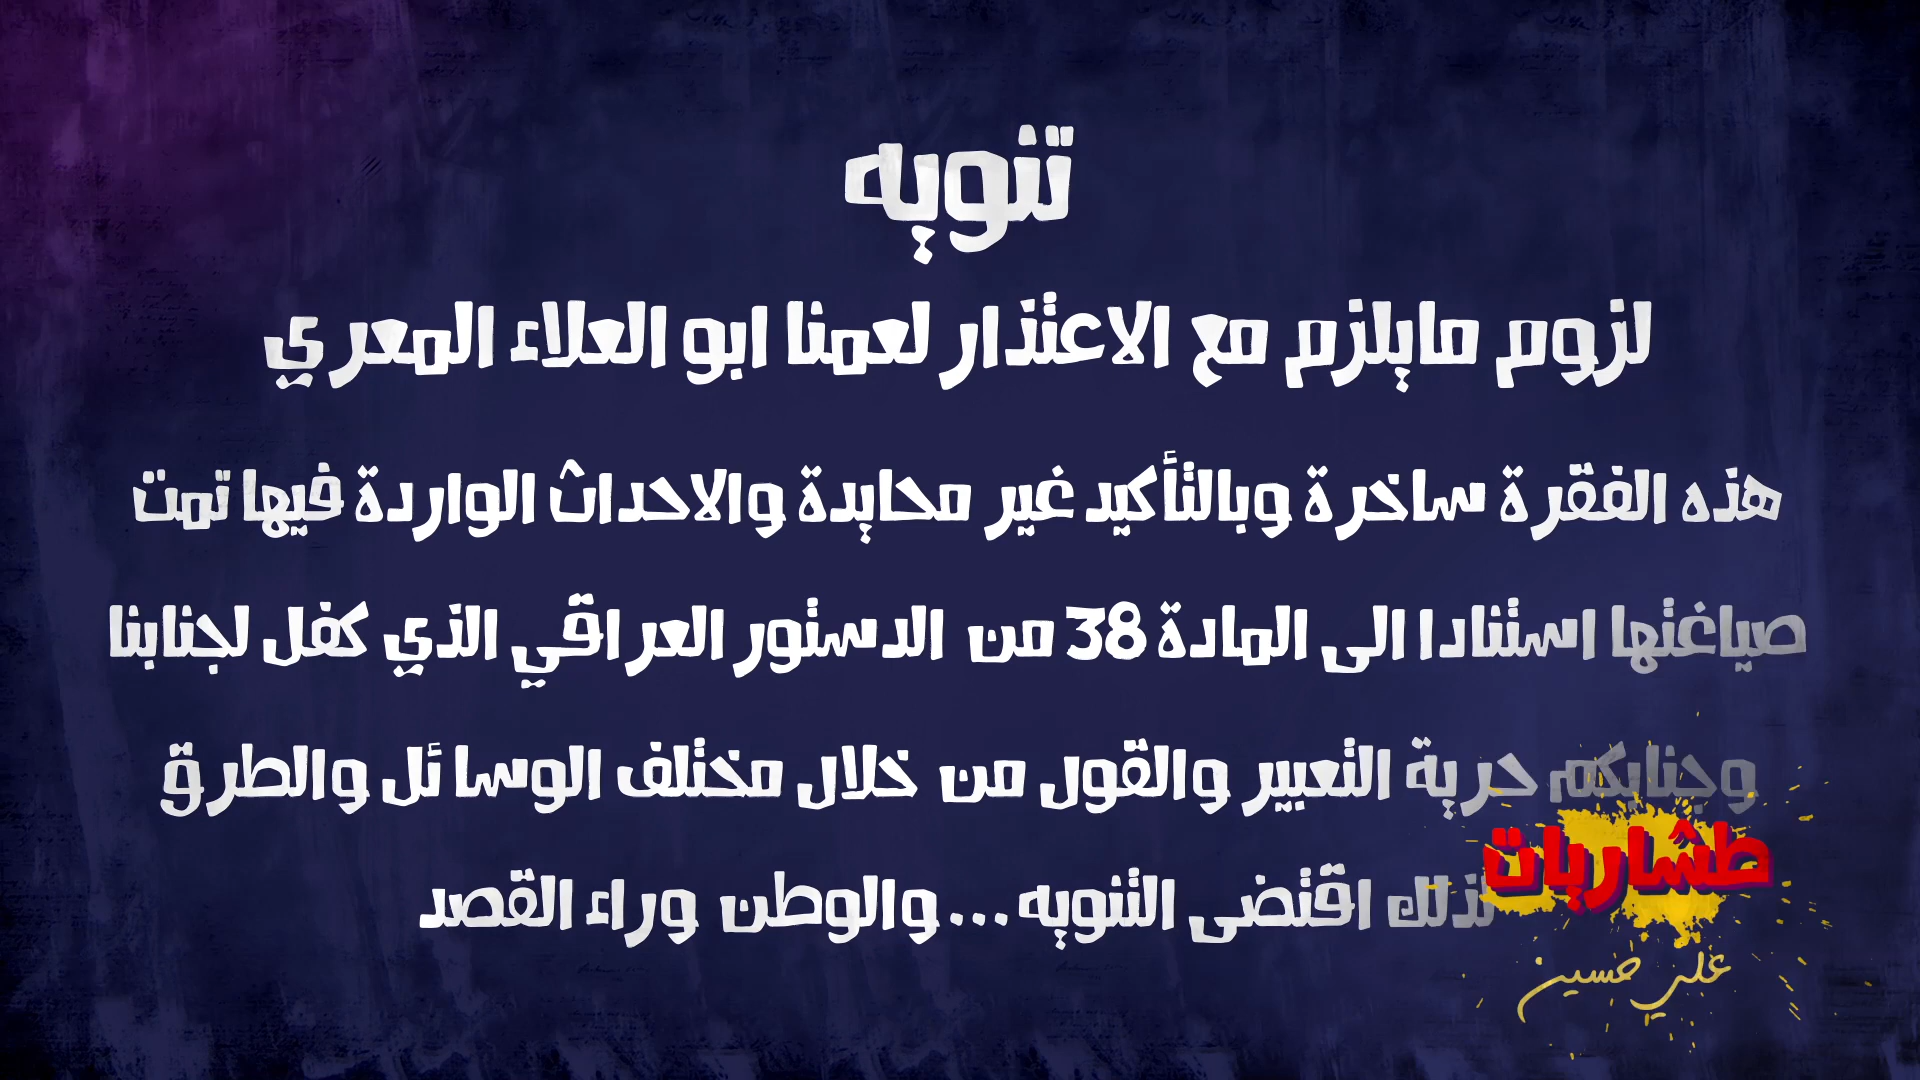 تنويه
لزوم مايلزم مع الاعتذار لعمنا ابو العلاء المعري
هذه الفقرة ساخرة وبالتأكيد غير محايدة والاحداث الواردة فيها تمت
صياغتها استنادا الى المادة 38 من الدستور العراقي الذي كفل لجنابنا
وجنابكم حرية التعبير والقول من خلال مختلف الوسائل والطرق
لذلك اقتضى التنويه ... والوطن وراء القصد
طشاريات
علي حسين